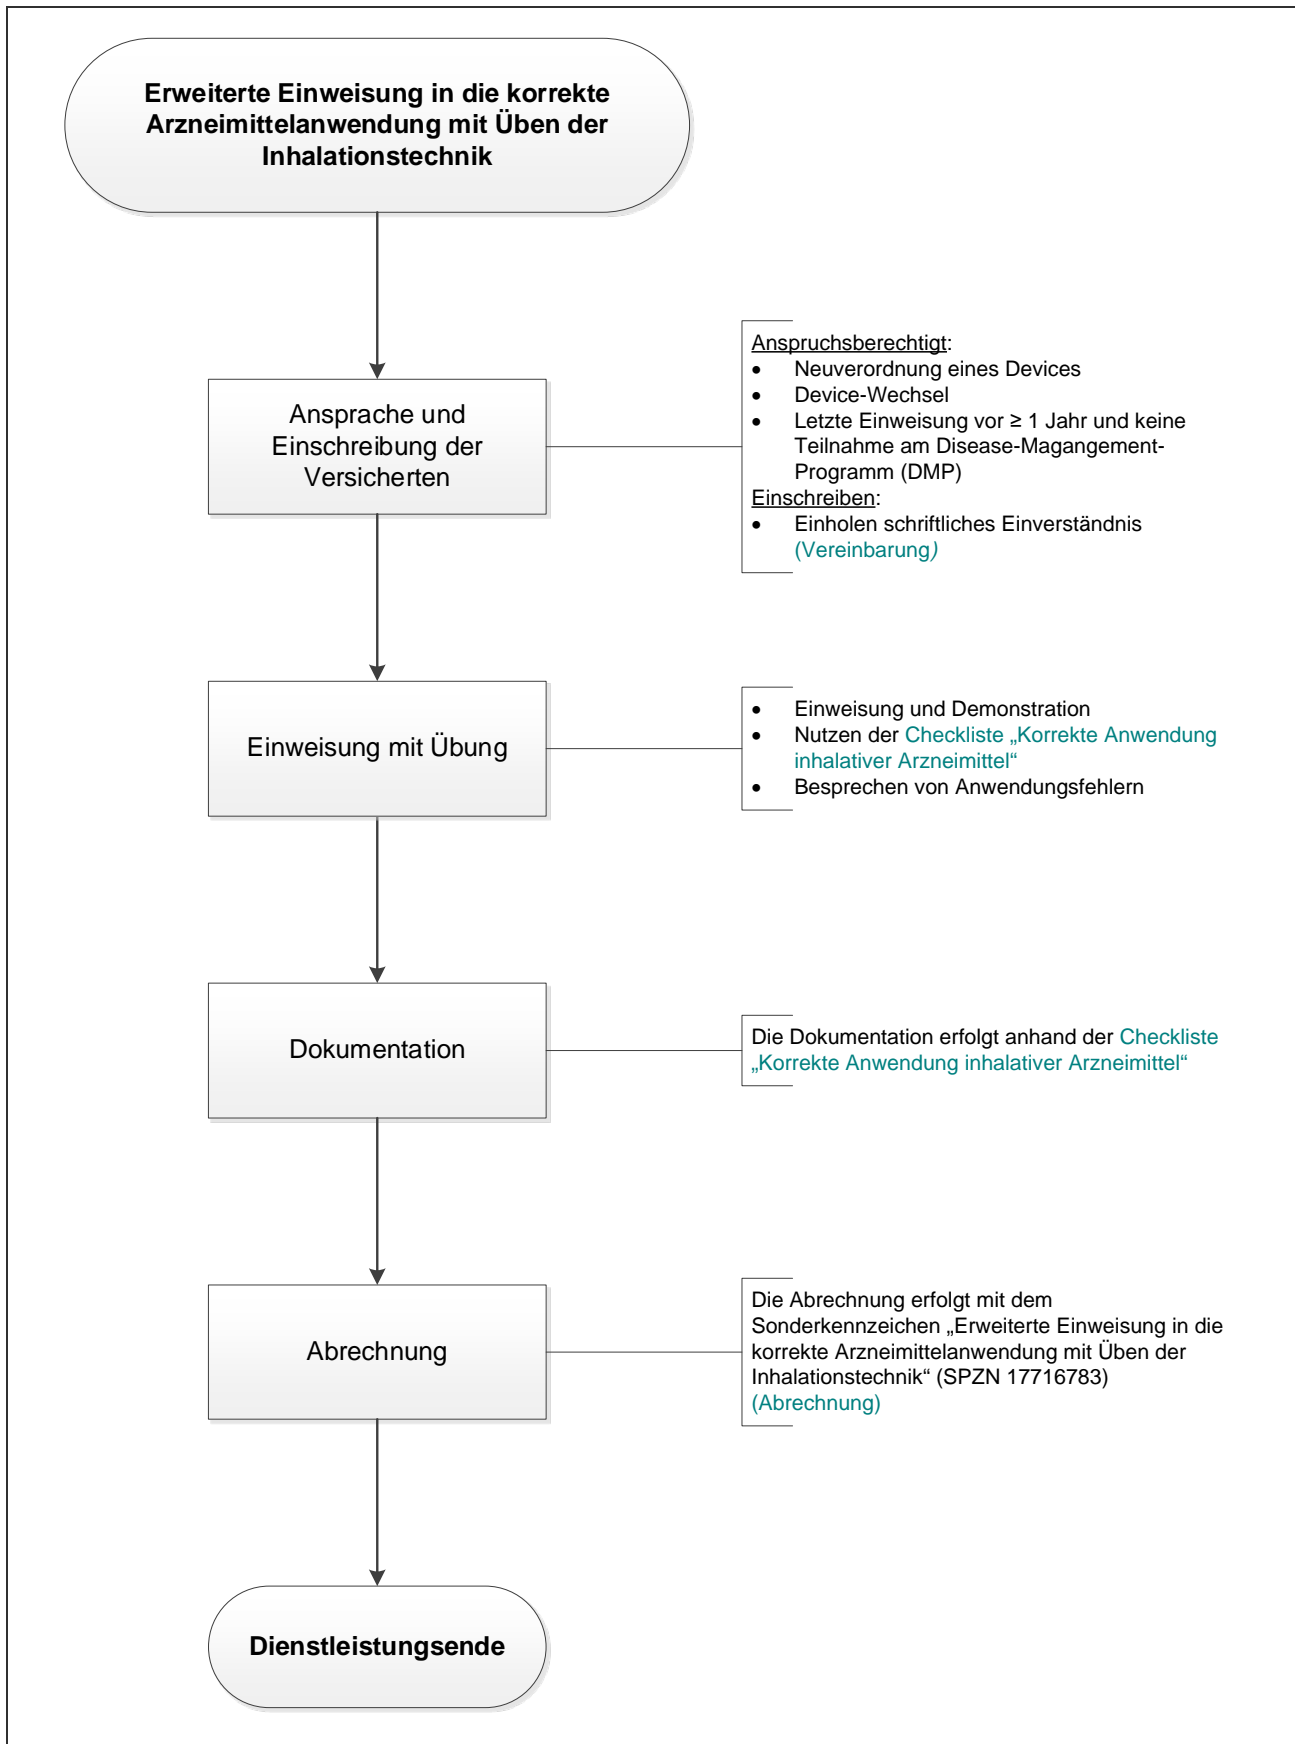 Erweiterte Einweisung in die korrekte
Arzneimittelanwendung mit Üben der
Inhalationstechnik
Ansprache und
Einschreibung der
Versicherten
Anspruchsberechtigt:
• Neuverordnung eines Devices
• Device-Wechsel
• Letzte Einweisung vor ≥ 1 Jahr und keine
Teilnahme am Disease-Magangement-
Programm (DMP)
Einschreiben:
• Einholen schriftliches Einverständnis
(Vereinbarung)
Einweisung mit Übung
• Einweisung und Demonstration
• Nutzen der Checkliste „Korrekte Anwendung
inhalativer Arzneimittel“
• Besprechen von Anwendungsfehlern
Dokumentation
Die Dokumentation erfolgt anhand der Checkliste
„Korrekte Anwendung inhalativer Arzneimittel“
Abrechnung
Die Abrechnung erfolgt mit dem
Sonderkennzeichen „Erweiterte Einweisung in die
korrekte Arzneimittelanwendung mit Üben der
Inhalationstechnik“ (SPZN 17716783)
(Abrechnung)
Dienstleistungsende